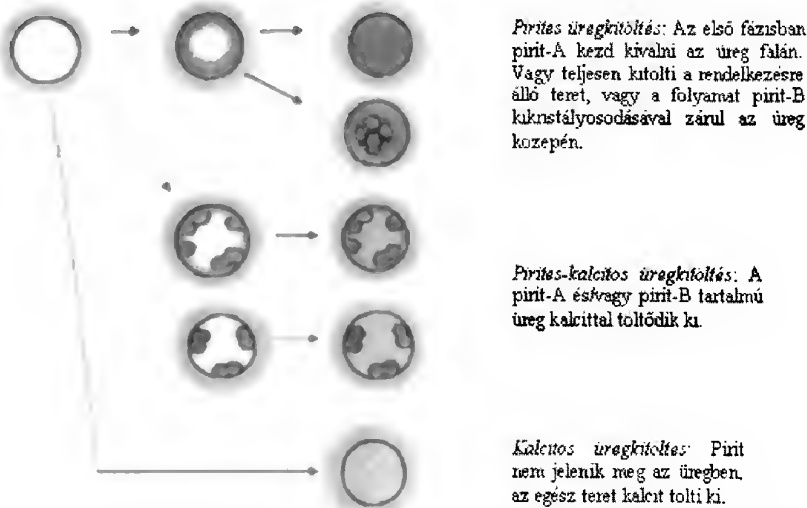 Pirites üregkitöltés: Az első fázisban
pirit-A kezd kiválni az üreg falán.
Vagy teljesen kitölti a rendelkezésre
álló teret, vagy a folyamat pirit-B
kikristályosodásával zárul az üreg
közepén.
Pirites-kalcitos üregkitöltés: A
pirit-A és/vagy pirit-B tartalmú
üreg kalcittal töltődik ki.
Kalcitos üregkitöltés: Pirit
nem jelenik meg az üregben,
az egész teret kalcit tölti ki.